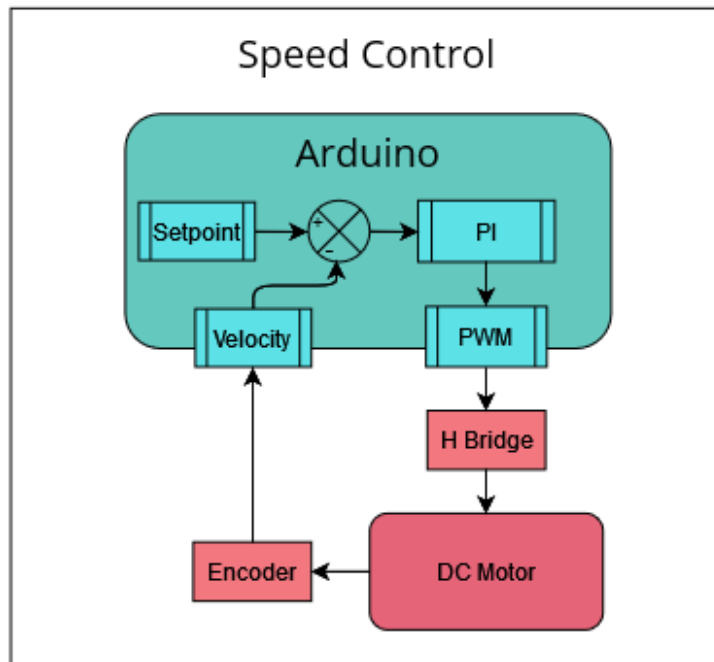 Speed Control
Arduino
Setpoint
+
-
PI
Velocity
PWM
H Bridge
Encoder
DC Motor